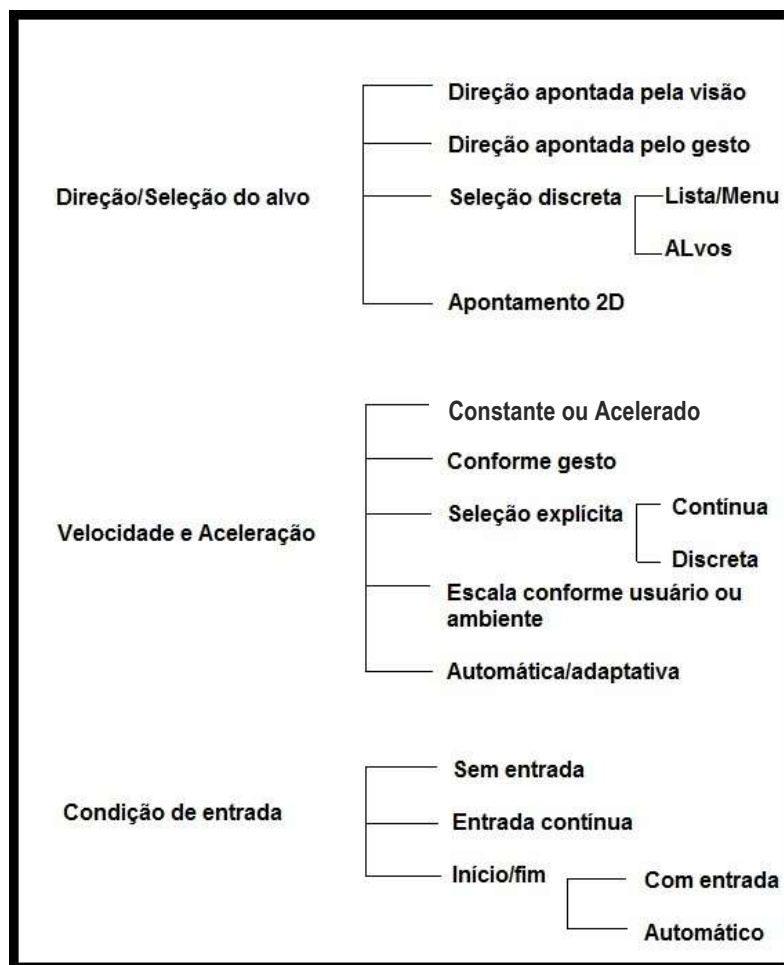 Direção apontada pela visão
Direção apontada pelo gesto
Direção/Seleção do alvo
Seleção discreta
Lista/Menu
ALvos
Apontamento 2D
Constante ou Acelerado
Conforme gesto
Velocidade e Aceleração
Seleção explícita
Contínua
Discreta
Escala conforme usuário ou
ambiente
Automática/adaptativa
Sem entrada
Condição de entrada
Entrada contínua
Início/fim
Com entrada
Automático